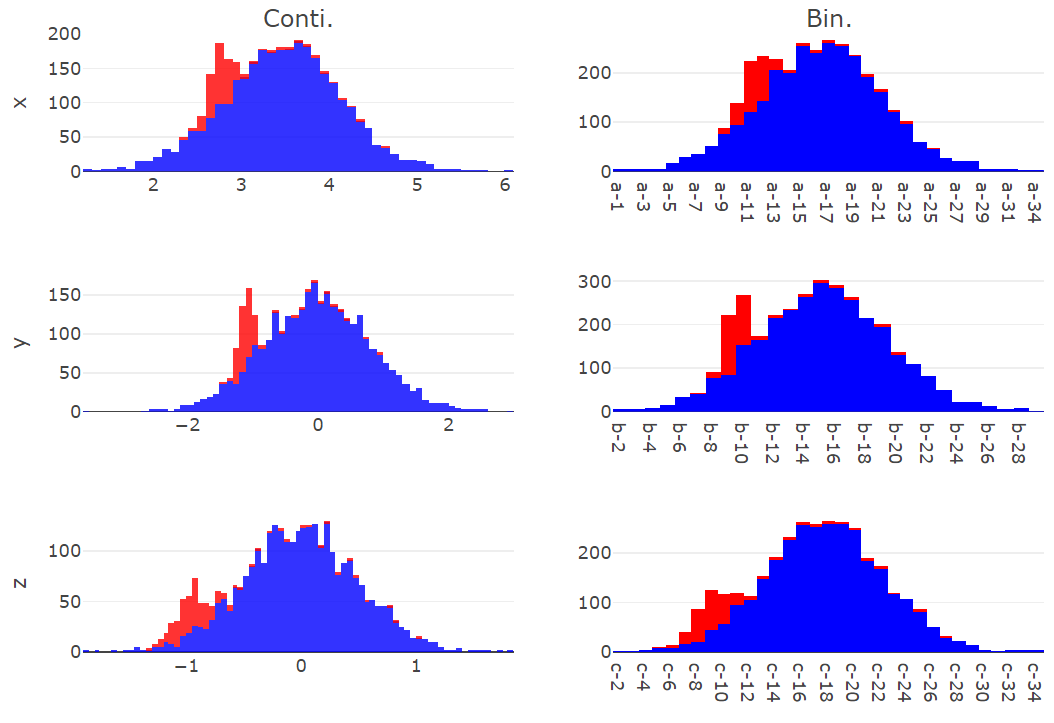 Conti.
Bin.
x
200
150
100
50
0
2 3 4 5 6
200
100
0
a-1 a-3 a-5 a-7 a-9 a-11 a-13 a-15 a-17 a-19 a-21 a-23 a-25 a-27 a-29 a-31 a-34
y
150
100
50
0
−2 0 2
300
200
100
0
b-2 b-4 b-6 b-8 b-10 b-12 b-14 b-16 b-18 b-20 b-22 b-24 b-26 b-28
z
100
50
0
−1 0 1
200
100
0
c-2 c-4 c-6 c-8 c-10 c-12 c-14 c-16 c-18 c-20 c-22 c-24 c-26 c-28 c-30 c-32 c-34